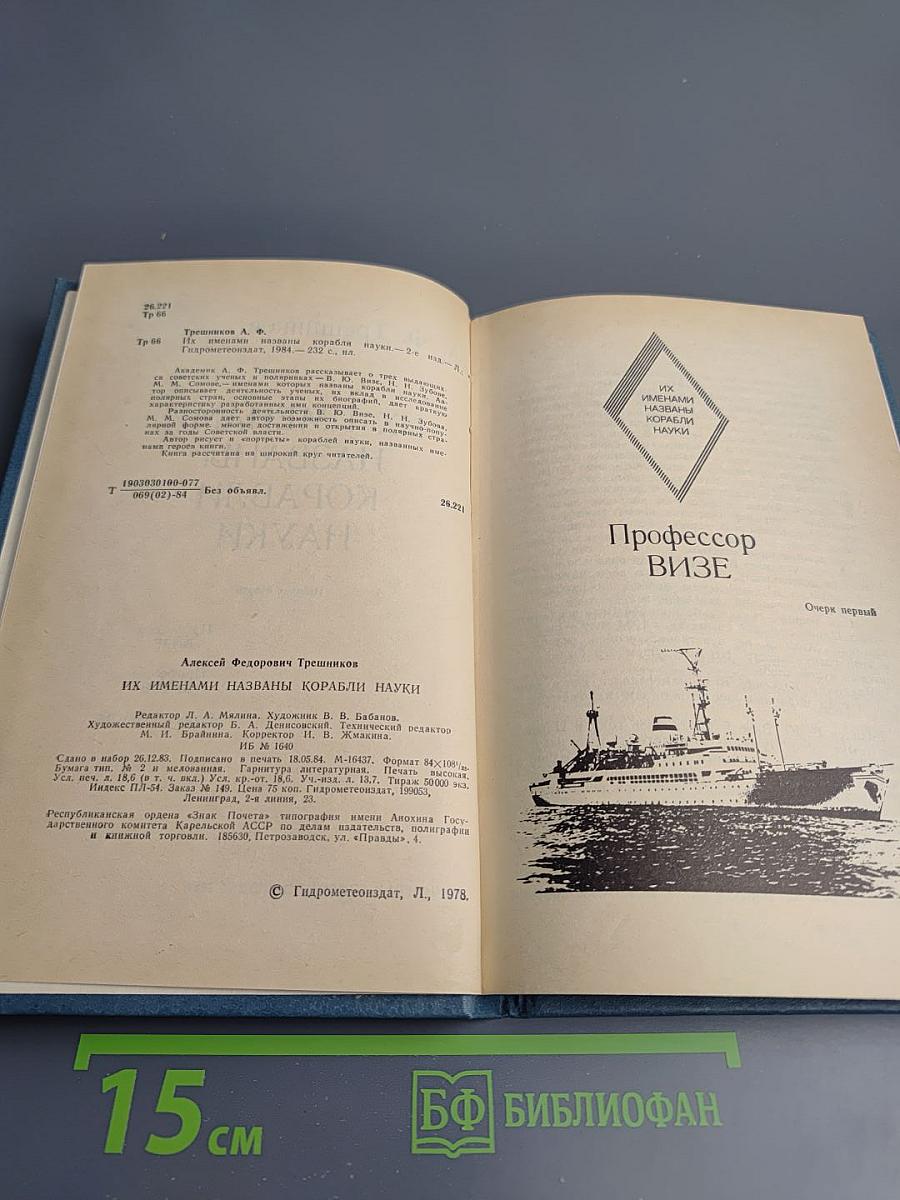 26.221
Тр 66
Трешников А. Ф.
Тр 66 Их именами названы корабли науки.— 2-е изд.— Л.:
Гидрометеоиздат, 1984.— 232 с., ил.
Академик А. Ф. Трешников рассказывает о трех выдающих-
ся советских ученых и полярниках — В. Ю. Визе, Н. Н. Зубове,
М. М. Сомове,— именами которых названы корабли науки. Ав-
тор описывает деятельность ученых, их вклад в исследование
полярных стран, основные этапы их биографий, дает краткую
характеристику разработанных ими концепций.
Разносторонность деятельности В. Ю. Визе, Н. Н. Зубова,
М. М. Сомова дает автору возможность описать в научно-попу-
лярной форме многие достижения и открытия в полярных стра-
нах за годы Советской власти.
Автор рисует и «портреты» кораблей науки, названных име-
нами героев книги.
Книга рассчитана на широкий круг читателей.
Т 1903030100-077
069(02)-84 Без объявл.
26.221
Алексей Федорович Трешников
ИХ ИМЕНАМИ НАЗВАНЫ КОРАБЛИ НАУКИ
Редактор Л. А. Мялина. Художник В. В. Бабанов.
Художественный редактор Б. А. Денисовский. Технический редактор
М. И. Брайнина. Корректор И. В. Жмакина.
ИБ № 1640
Сдано в набор 26.12.83. Подписано в печать 18.05.84. М-16437. Формат 84×108¹/₃₂.
Бумага тип. № 2 и мелованная. Гарнитура литературная. Печать высокая.
Усл. печ. л. 18,6 (в т. ч. вкл.) Усл. кр.-от. 18,6. Уч.-изд. л. 13,7. Тираж 50 000 экз.
Индекс ПЛ-54. Заказ № 149. Цена 75 коп. Гидрометеоиздат, 199053,
Ленинград, 2-я линия, 23.
Республиканская ордена «Знак Почета» типография имени Анохина Госу-
дарственного комитета Карельской АССР по делам издательств, полиграфии
и книжной торговли. 185630, Петрозаводск, ул. «Правды», 4.
© Гидрометеоиздат, Л., 1978.
ИХ
ИМЕНАМИ
НАЗВАНЫ
КОРАБЛИ
НАУКИ
Профессор
ВИЗЕ
Очерк первый
15 см
БФ БИБЛИОФАН